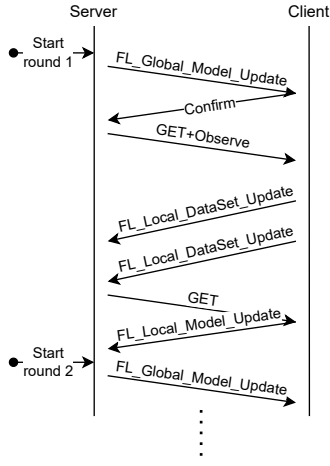 Server
Client
Start
round 1
FL_Global_Model_Update
Confirm
GET+Observe
FL_Local_DataSet_Update
FL_Local_DataSet_Update
GET
FL_Local_Model_Update
Start
round 2
FL_Global_Model_Update